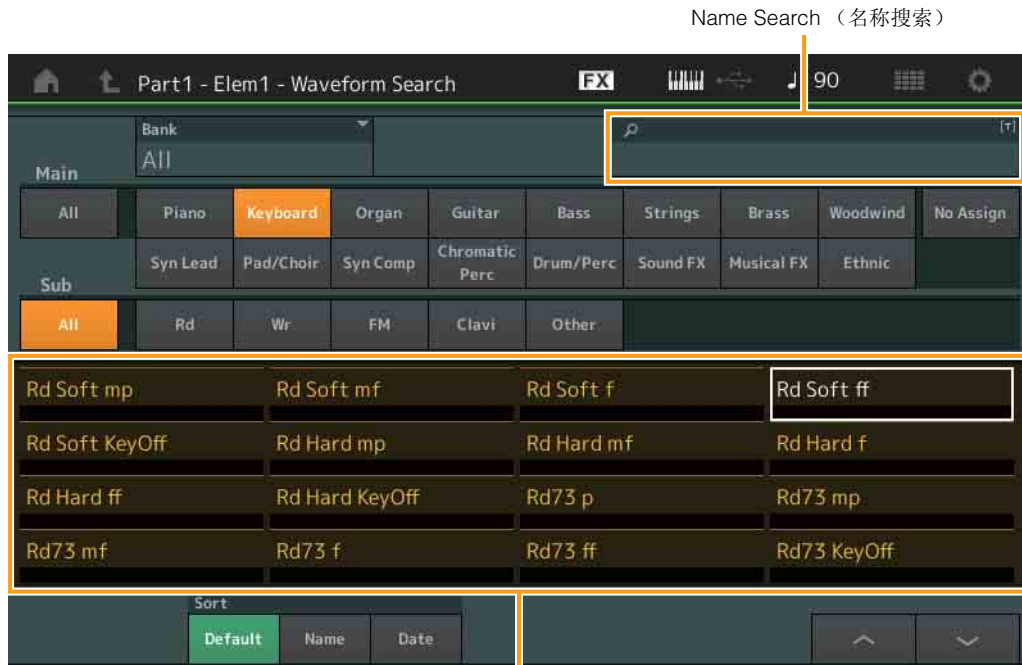 Name Search （名称搜索）
Part1 - Elem1 - Waveform Search FX ♩ 90
Bank [T]
All
Main
All Piano Keyboard Organ Guitar Bass Strings Brass Woodwind No Assign
Syn Lead Pad/Choir Syn Comp Chromatic Perc Drum/Perc Sound FX Musical FX Ethnic
Sub
All Rd Wr FM Clavi Other
Rd Soft mp Rd Soft mf Rd Soft f Rd Soft ff
Rd Soft KeyOff Rd Hard mp Rd Hard mf Rd Hard f
Rd Hard ff Rd Hard KeyOff Rd73 p Rd73 mp
Rd73 mf Rd73 f Rd73 ff Rd73 KeyOff
Sort
Default Name Date